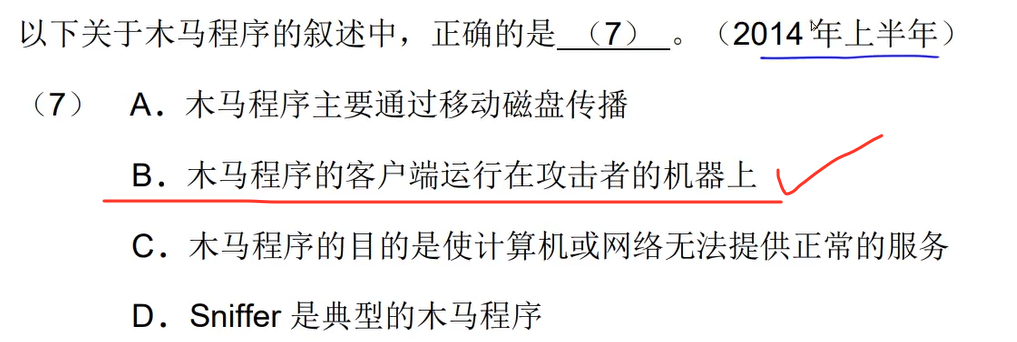 以下关于木马程序的叙述中，正确的是 （7） 。（2014年上半年）
（7） A．木马程序主要通过移动磁盘传播
B．木马程序的客户端运行在攻击者的机器上
C．木马程序的目的是使计算机或网络无法提供正常的服务
D．Sniffer 是典型的木马程序